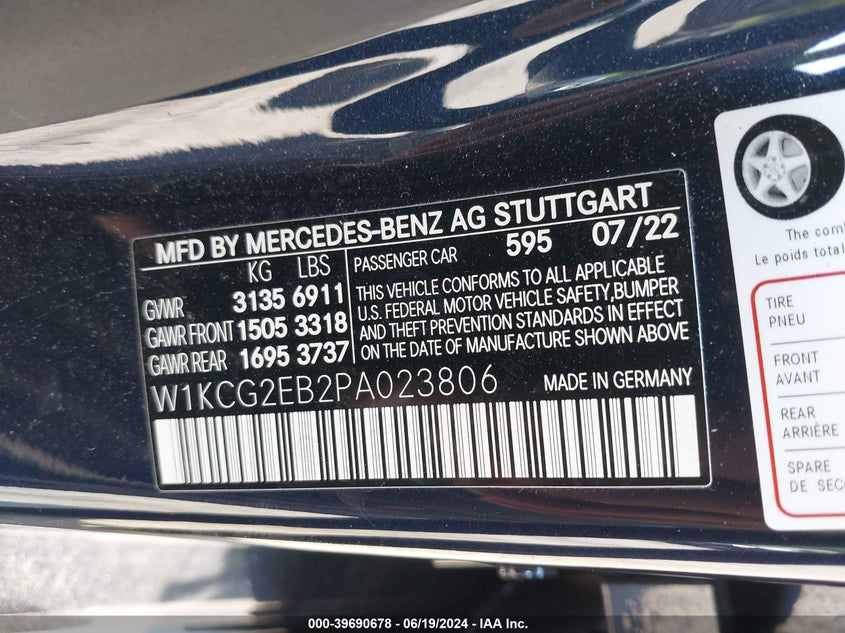 MFD BY MERCEDES-BENZ AG STUTTGART
KG LBS
GVWR 3135 6911
GAWR FRONT 1505 3318
GAWR REAR 1695 3737
PASSENGER CAR 595 07/22
THIS VEHICLE CONFORMS TO ALL APPLICABLE
U.S. FEDERAL MOTOR VEHICLE SAFETY, BUMPER
AND THEFT PREVENTION STANDARDS IN EFFECT
ON THE DATE OF MANUFACTURE SHOWN ABOVE
W1KCG2EB2PA023806 MADE IN GERMANY
The comb
Le poids total
TIRE
PNEU
FRONT
AVANT
REAR
ARRIÈRE
SPARE
DE SEC
000-39690678 - 06/19/2024 - IAA Inc.